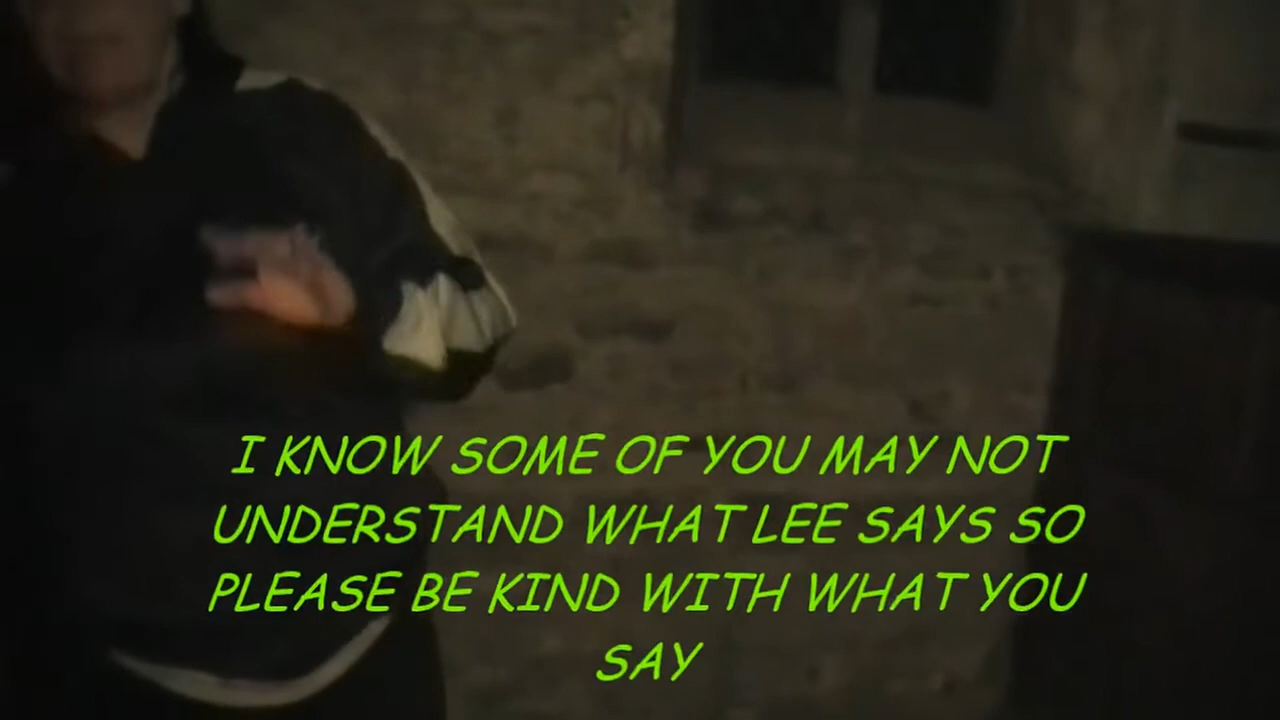 I KNOW SOME OF YOU MAY NOT
UNDERSTAND WHAT LEE SAYS SO
PLEASE BE KIND WITH WHAT YOU
SAY